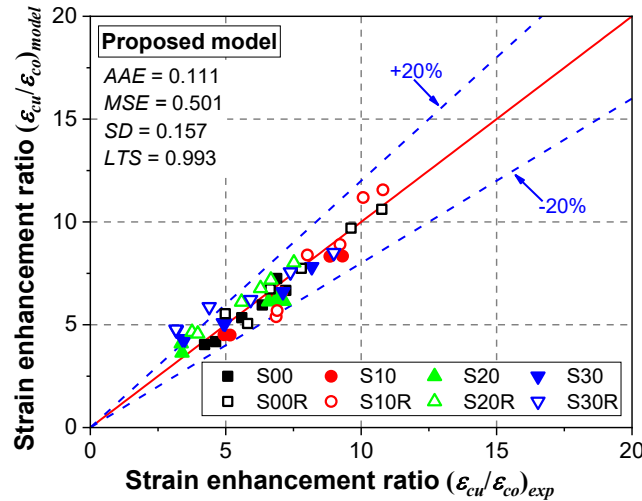 Strain enhancement ratio (εcu/εco)model
20
15
10
5
0
Proposed model
AAE = 0.111
MSE = 0.501
SD = 0.157
LTS = 0.993
+20%
-20%
S00 S10 S20 S30
S00R S10R S20R S30R
0 5 10 15 20
Strain enhancement ratio (εcu/εco)exp